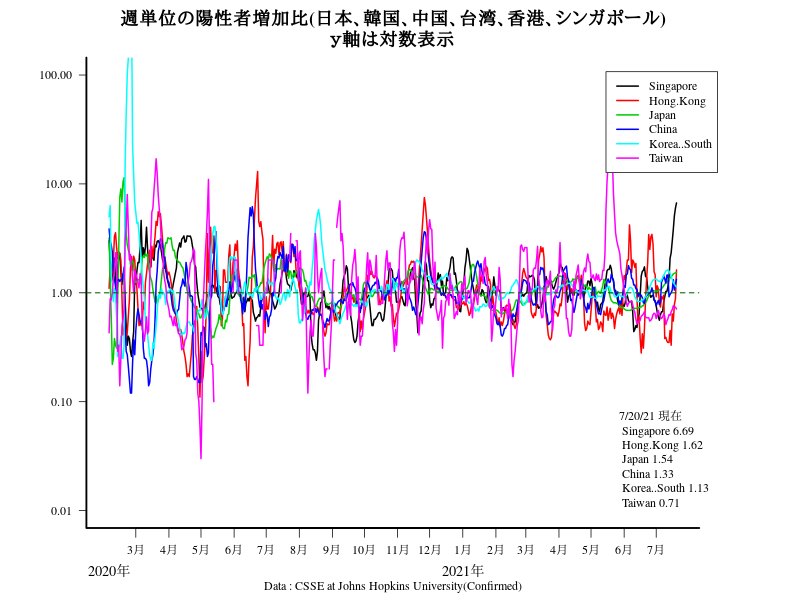 週単位の陽性者増加比(日本、韓国、中国、台湾、香港、シンガポール)
y軸は対数表示
100.00
10.00
1.00
0.10
0.01
Singapore
Hong.Kong
Japan
China
Korea..South
Taiwan
7/20/21 現在
Singapore 6.69
Hong.Kong 1.62
Japan 1.54
China 1.33
Korea..South 1.13
Taiwan 0.71
3月 4月 5月 6月 7月 8月 9月 10月 11月 12月 1月 2月 3月 4月 5月 6月 7月
2020年 2021年
Data : CSSE at Johns Hopkins University(Confirmed)